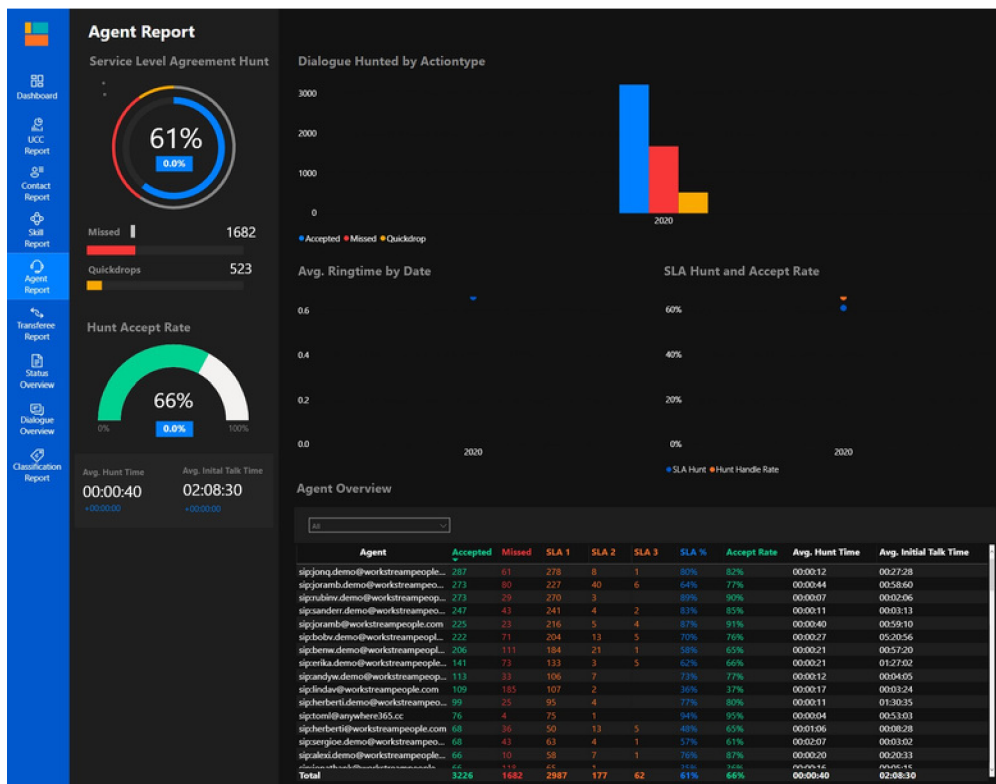 Agent Report
Dashboard
UCC
Report
Contact
Report
Skill
Report
Agent
Report
Transferee
Report
Status
Overview
Dialogue
Overview
Classification
Report
Service Level Agreement Hunt
61%
0.0%
Missed 1682
Quickdrops 523
Hunt Accept Rate
66%
0% 0.0% 100%
Avg. Hunt Time Avg. Inital Talk Time
00:00:40 02:08:30
+00:00:00 +00:00:00
Dialogue Hunted by Actiontype
3000
2000
1000
0
2020
Accepted Missed Quickdrop
Avg. Ringtime by Date
0.6
0.4
0.2
0.0
2020
SLA Hunt and Accept Rate
60%
40%
20%
0%
2020
SLA Hunt Hunt Handle Rate
Agent Overview
All
Agent Accepted Missed SLA 1 SLA 2 SLA 3 SLA % Accept Rate Avg. Hunt Time Avg. Initial Talk Time
sip:jonq.demo@workstreampeople... 287 61 278 8 1 80% 82% 00:00:12 00:27:28
sip:joramb.demo@workstreampeo... 273 80 227 40 6 64% 77% 00:00:44 00:58:60
sip:rubinv.demo@workstreampeop... 273 29 270 3 89% 90% 00:00:07 00:02:06
sip:sanderr.demo@workstreampeo... 247 43 241 4 2 83% 85% 00:00:11 00:03:13
sip:joramb@workstreampeople.com 225 23 216 5 4 87% 91% 00:00:40 00:59:10
sip:bobv.demo@workstreampeopl... 222 71 204 13 5 70% 76% 00:00:27 05:20:56
sip:benw.demo@workstreampeopl... 206 111 184 21 1 58% 65% 00:00:21 00:57:20
sip:erika.demo@workstreampeople... 141 73 133 3 5 62% 66% 00:00:21 01:27:02
sip:andyw.demo@workstreampeop... 113 33 106 7 73% 77% 00:00:12 00:04:05
sip:lindav@workstreampeople.com 109 185 107 2 36% 37% 00:00:17 00:03:24
sip:herberti.demo@workstreampeo... 99 25 95 4 77% 80% 00:00:11 01:30:35
sip:toml@anywhere365.cc 76 4 75 1 94% 95% 00:00:04 00:53:03
sip:herberti@workstreampeople.com 68 36 50 13 5 48% 65% 00:01:06 00:08:28
sip:sergioe.demo@workstreampeo... 68 43 63 4 1 57% 61% 00:02:07 00:03:02
sip:alexi.demo@workstreampeople... 66 10 58 7 1 76% 87% 00:00:20 00:20:33
Total 3226 1682 2987 177 62 61% 66% 00:00:40 02:08:30